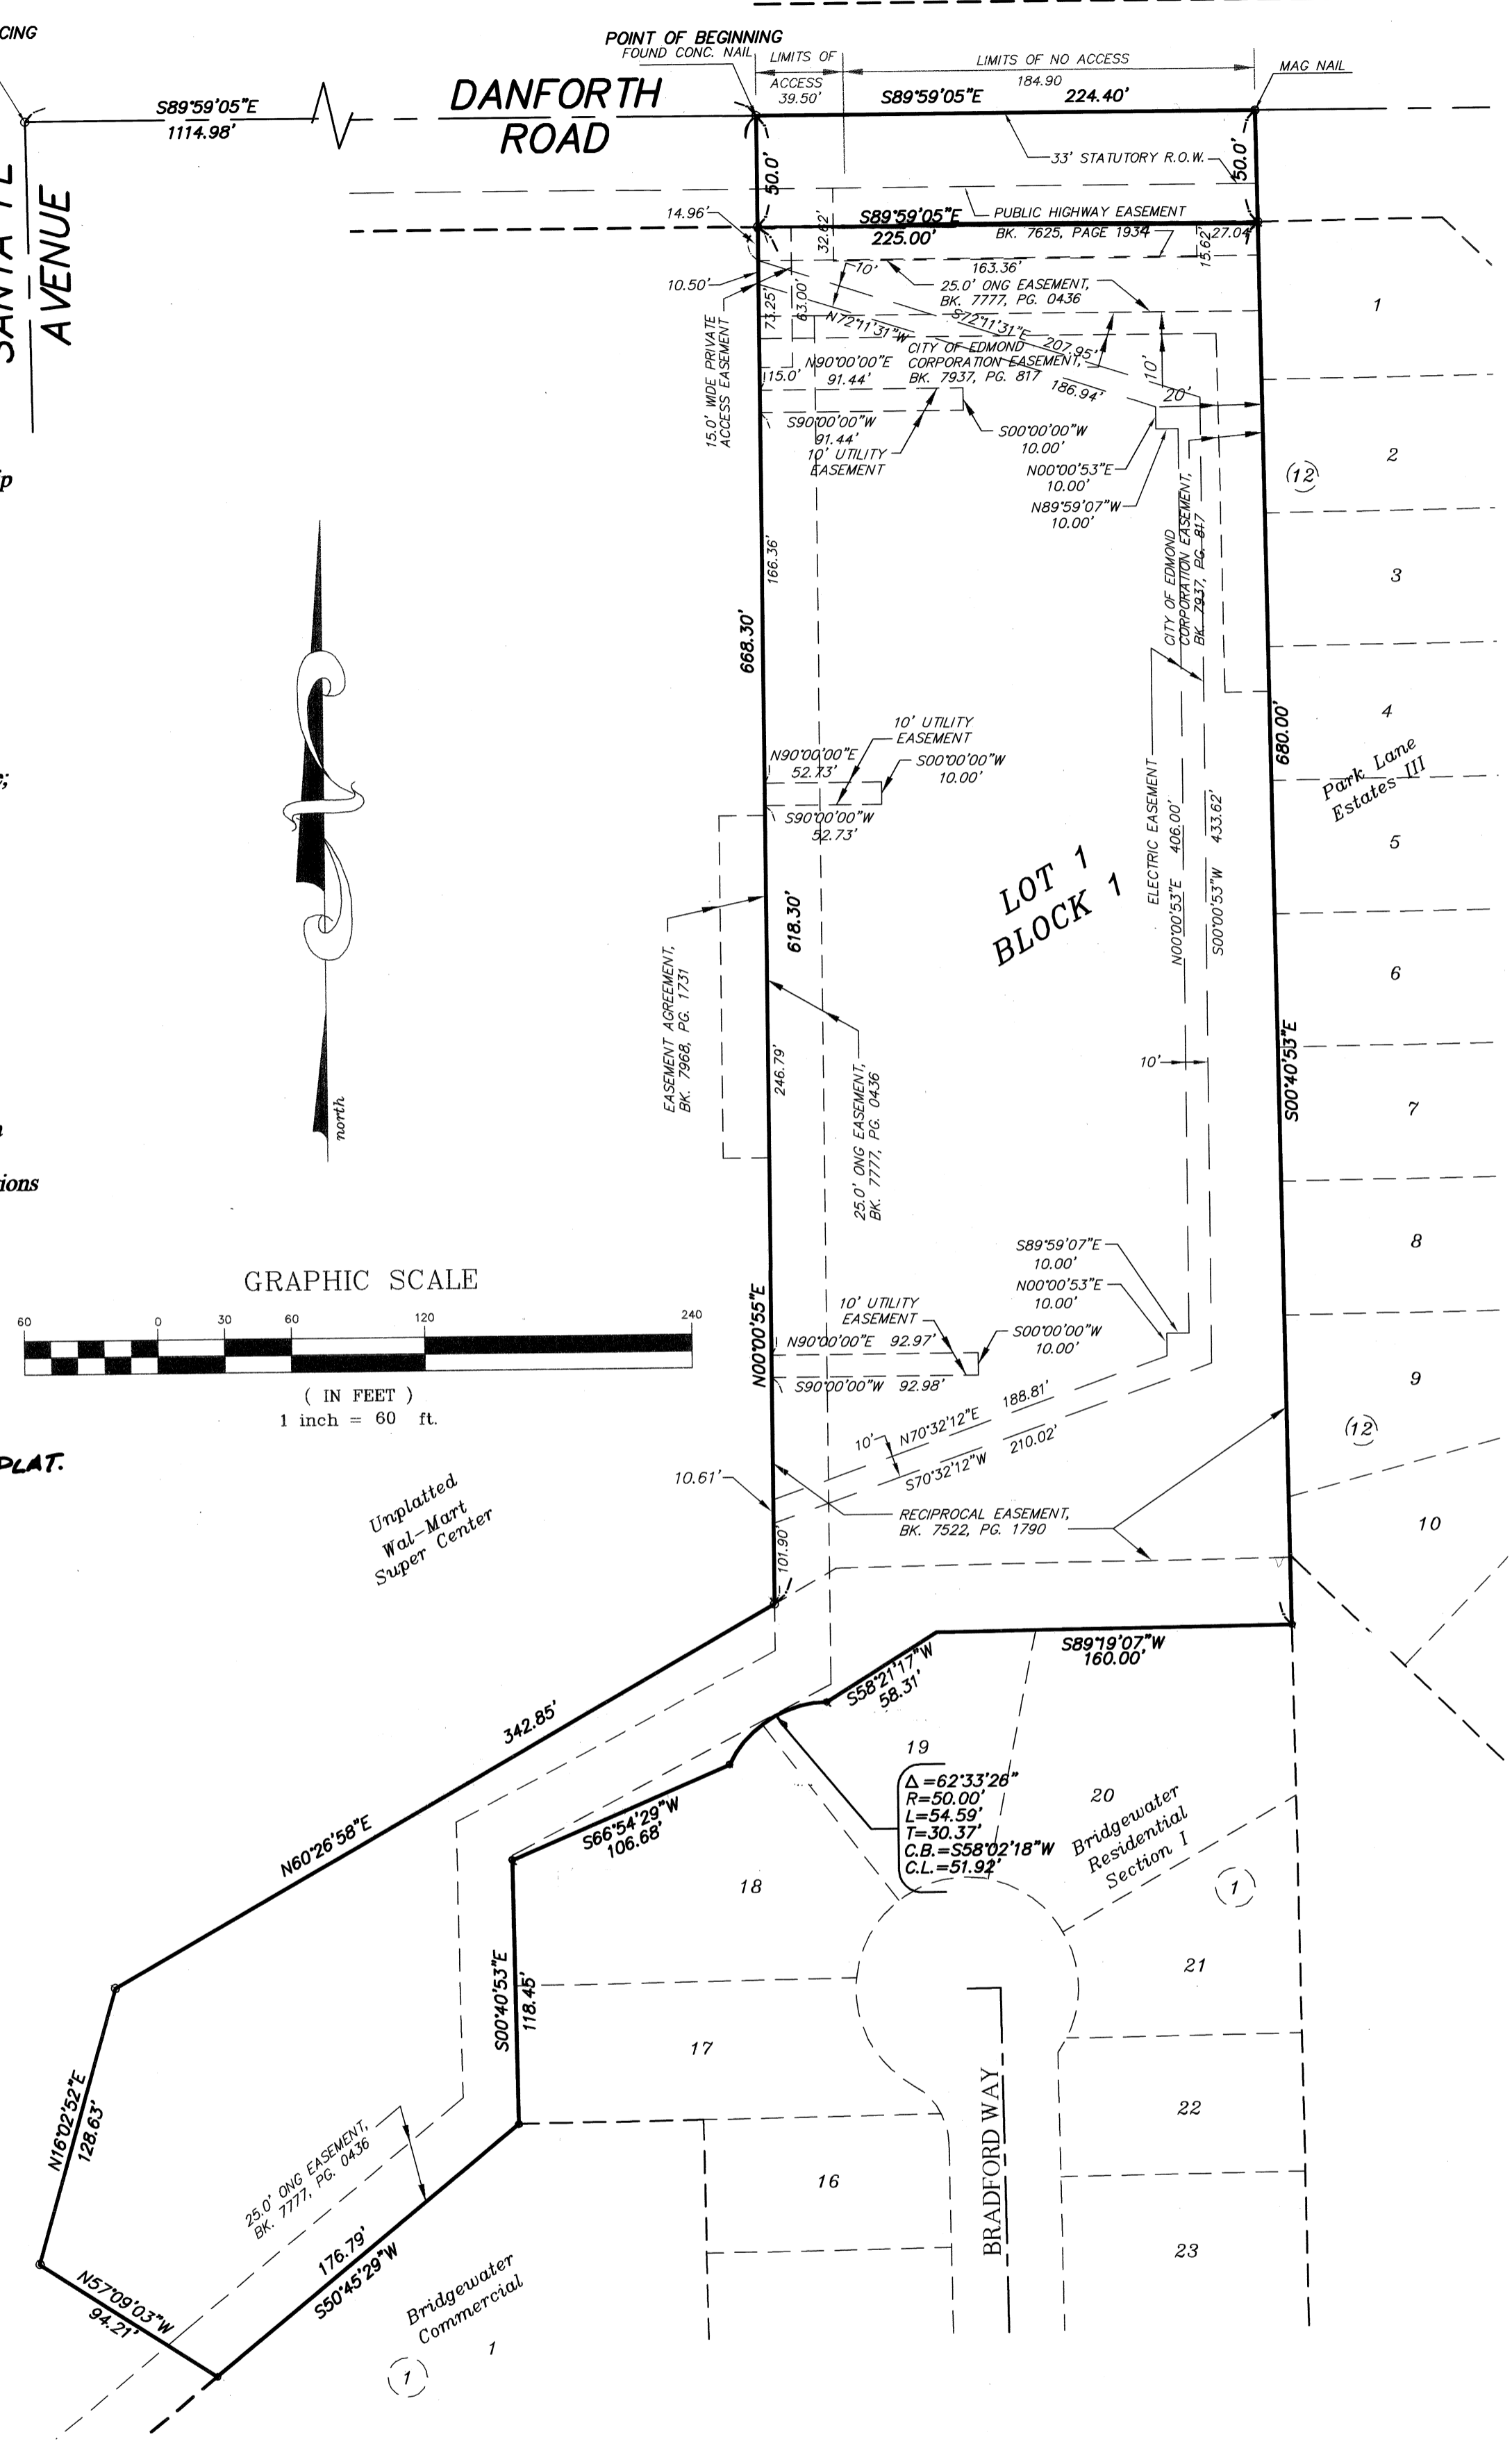 CING
POINT OF BEGINNING
FOUND CONC. NAIL
LIMITS OF
ACCESS
39.50'
LIMITS OF NO ACCESS
184.90
MAG NAIL
S89°59'05"E
1114.98'
DANFORTH
ROAD
S89°59'05"E 224.40'
AVENUE
50.0'
50.0'
33' STATUTORY R.O.W.
14.96'
32.62'
S89°59'05"E
225.00'
PUBLIC HIGHWAY EASEMENT
BK. 7625, PAGE 1934
15.62'
27.04'
10.50'
10'
163.36'
25.0' ONG EASEMENT,
BK. 7777, PG. 0436
73.25'
63.00'
N72°11'31"W
S72°11'31"E
207.95'
186.94'
CITY OF EDMOND
CORPORATION EASEMENT,
BK. 7937, PG. 817
15.0' WIDE PRIVATE
ACCESS EASEMENT
15.0'
N90°00'00"E
91.44'
10'
20'
S90°00'00"W
91.44'
10' UTILITY
EASEMENT
S00°00'00"W
10.00'
N00°00'53"E
10.00'
N89°59'07"W
10.00'
1
2
(12)
3
4
Park Lane
Estates III
5
6
7
8
9
(12)
10
p
;
ions
PLAT.
166.36'
668.30'
CITY OF EDMOND
CORPORATION EASEMENT,
BK. 7937, PG. 817
10' UTILITY
EASEMENT
N90°00'00"E
52.73'
S00°00'00"W
10.00'
S90°00'00"W
52.73'
680.00'
ELECTRIC EASEMENT
N00°00'53"E 406.00'
S00°00'53"W 433.62'
LOT 1
BLOCK 1
618.30'
EASEMENT AGREEMENT,
BK. 7968, PG. 1731
246.79'
25.0' ONG EASEMENT,
BK. 7777, PG. 0436
10'
S00°40'53"E
north
GRAPHIC SCALE
60 0 30 60 120 240
( IN FEET )
1 inch = 60 ft.
N00°00'55"E
S89°59'07"E
10.00'
N00°00'53"E
10.00'
10' UTILITY
EASEMENT
N90°00'00"E 92.97'
S00°00'00"W
10.00'
S90°00'00"W 92.98'
10'
N70°32'12"E 188.81'
S70°32'12"W 210.02'
10.61'
RECIPROCAL EASEMENT,
BK. 7522, PG. 1790
101.90'
Unplatted
Wal-Mart
Super Center
S89°19'07"W
160.00'
S58°21'17"W
58.31'
342.85'
N60°26'58"E
S66°54'29"W
106.68'
19
Δ=62°33'26"
R=50.00'
L=54.59'
T=30.37'
C.B.=S58°02'18"W
C.L.=51.92'
20
Bridgewater
Residential
Section I
1
18
S00°40'53"E
118.45'
21
17
22
N16°02'52"E
128.63'
BRADFORD WAY
16
23
25.0' ONG EASEMENT,
BK. 7777, PG. 0436
176.79'
S50°45'29"W
N57°09'03"W
94.21'
Bridgewater
Commercial
1
1